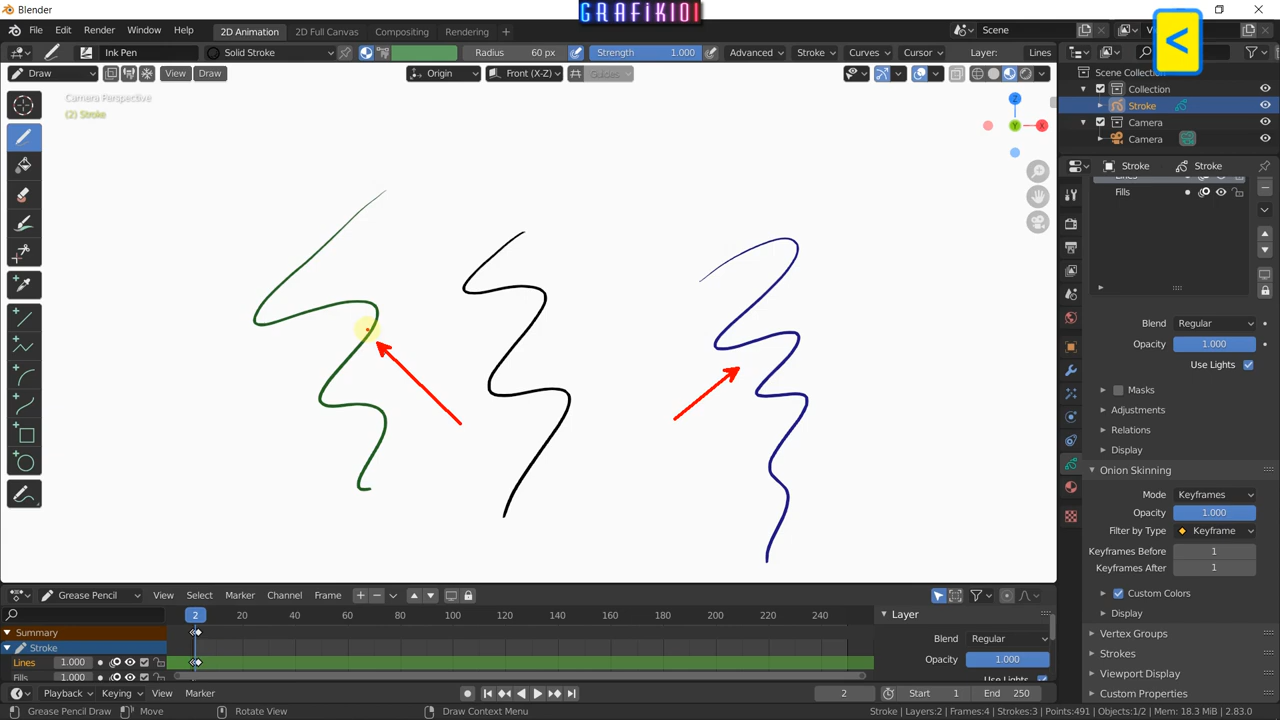 Blender
GRAFIK101
<
File Edit Render Window Help 2D Animation 2D Full Canvas Compositing Rendering + Scene
Ink Pen Solid Stroke Radius 60 px Strength 1.000 Advanced Stroke Curves Cursor Layer: Lines
Draw View Draw Origin Front (X-Z) Guides
Scene Collection
Collection
Stroke
Camera
Camera
Camera Perspective
(2) Stroke
Z
Y
X
Stroke Stroke
Lines
Fills
Blend Regular
Opacity 1.000
Use Lights
Masks
Adjustments
Relations
Display
Onion Skinning
Mode Keyframes
Opacity 1.000
Filter by Type Keyframe
Keyframes Before 1
Keyframes After 1
Custom Colors
Display
Vertex Groups
Strokes
Viewport Display
Custom Properties
Grease Pencil View Select Marker Channel Frame
2 20 40 60 80 100 120 140 160 180 200 220 240
Summary
Stroke
Lines 1.000
Fills 1.000
Layer
Blend Regular
Opacity 1.000
Use Lights
Playback Keying View Marker 2 Start 1 End 250
Grease Pencil Draw Move Rotate View Draw Context Menu Stroke | Layers:2 | Frames:4 | Strokes:3 | Points:491 | Objects:1/2 | Mem: 18.3 MiB | 2.83.0